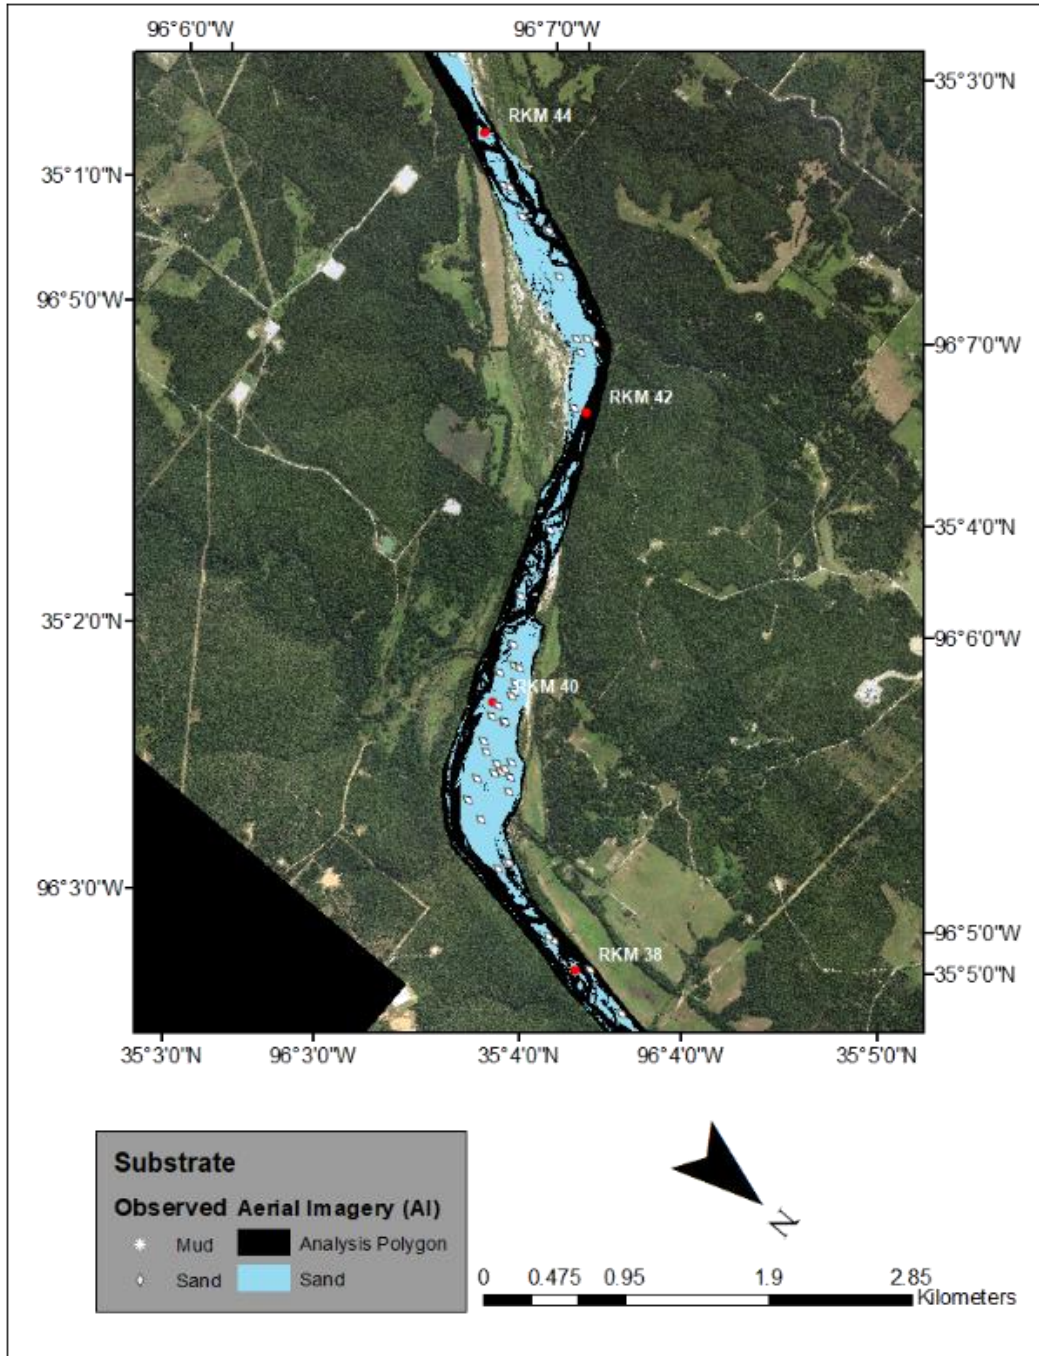 96°6'0"W 96°7'0"W
35°3'0"N
RKM 44
35°1'0"N
96°5'0"W
96°7'0"W
RKM 42
35°4'0"N
35°2'0"N
96°6'0"W
RKM 40
96°3'0"W
96°5'0"W
RKM 38
35°5'0"N
35°3'0"N 96°3'0"W 35°4'0"N 96°4'0"W 35°5'0"N
Substrate
Observed Aerial Imagery (AI)
Mud Analysis Polygon
Sand Sand
N
0 0.475 0.95 1.9 2.85
Kilometers